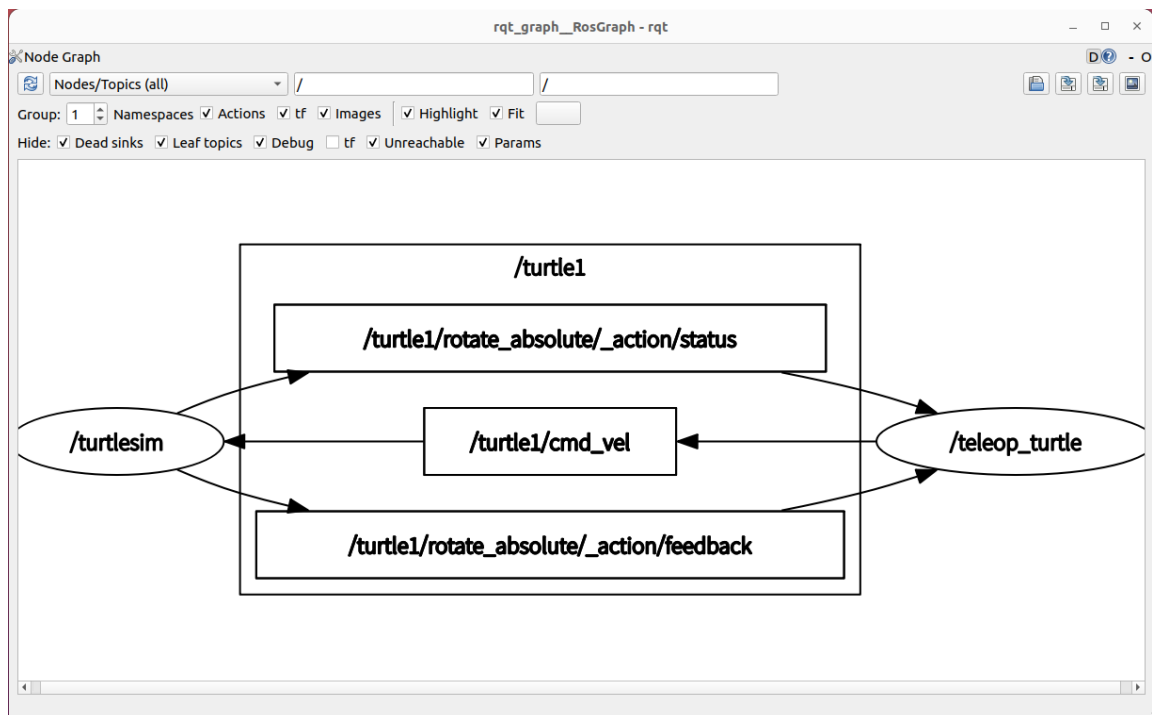 rqt_graph__RosGraph - rqt
Node Graph D ? - O
Nodes/Topics (all) / /
Group: 1 Namespaces Actions tf Images Highlight Fit
Hide: Dead sinks Leaf topics Debug tf Unreachable Params
/turtle1
/turtle1/rotate_absolute/_action/status
/turtlesim /turtle1/cmd_vel /teleop_turtle
/turtle1/rotate_absolute/_action/feedback